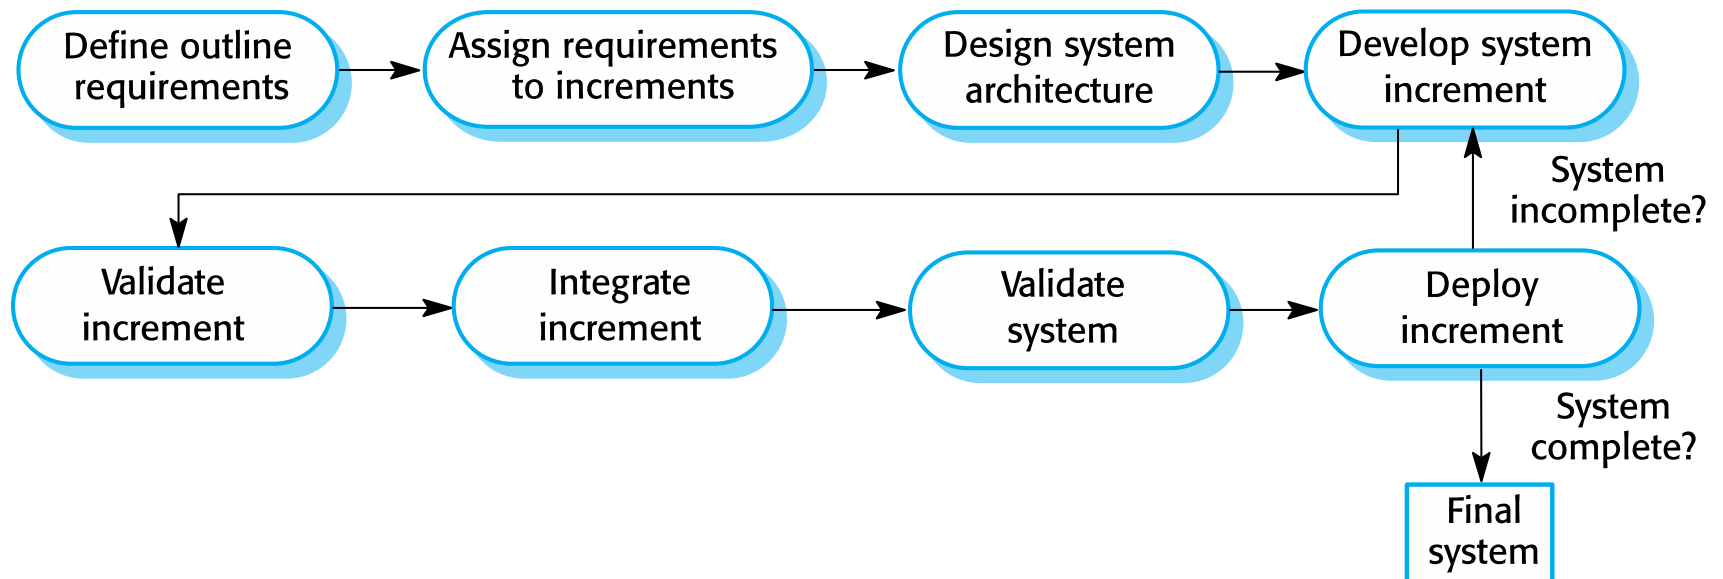 Define outline
requirements
Assign requirements
to increments
Design system
architecture
Develop system
increment
System
incomplete?
Validate
increment
Integrate
increment
Validate
system
Deploy
increment
System
complete?
Final
system